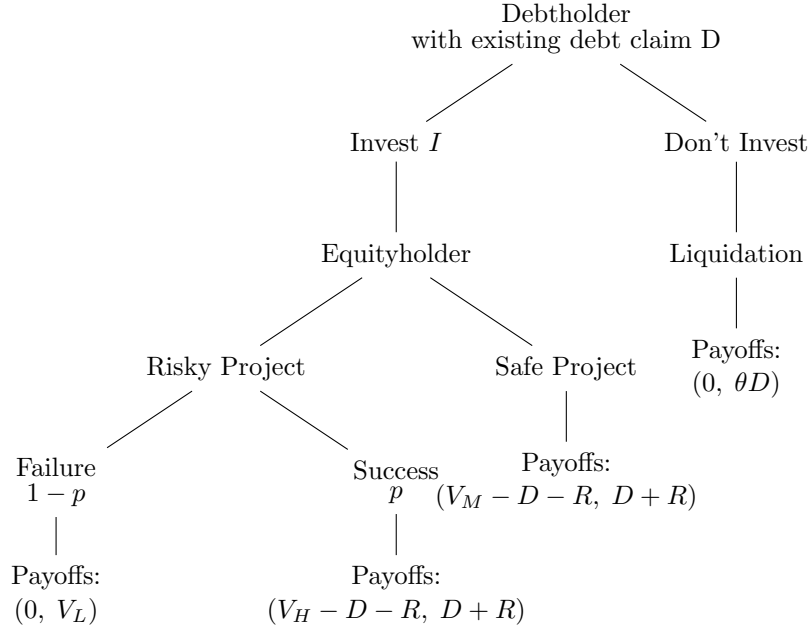 Debtholder
with existing debt claim D
Invest I
Don't Invest
Equityholder
Liquidation
Risky Project
Safe Project
Payoffs:
(0, θD)
Failure
1 − p
Success
p
Payoffs:
(V_M − D − R, D + R)
Payoffs:
(0, V_L)
Payoffs:
(V_H − D − R, D + R)